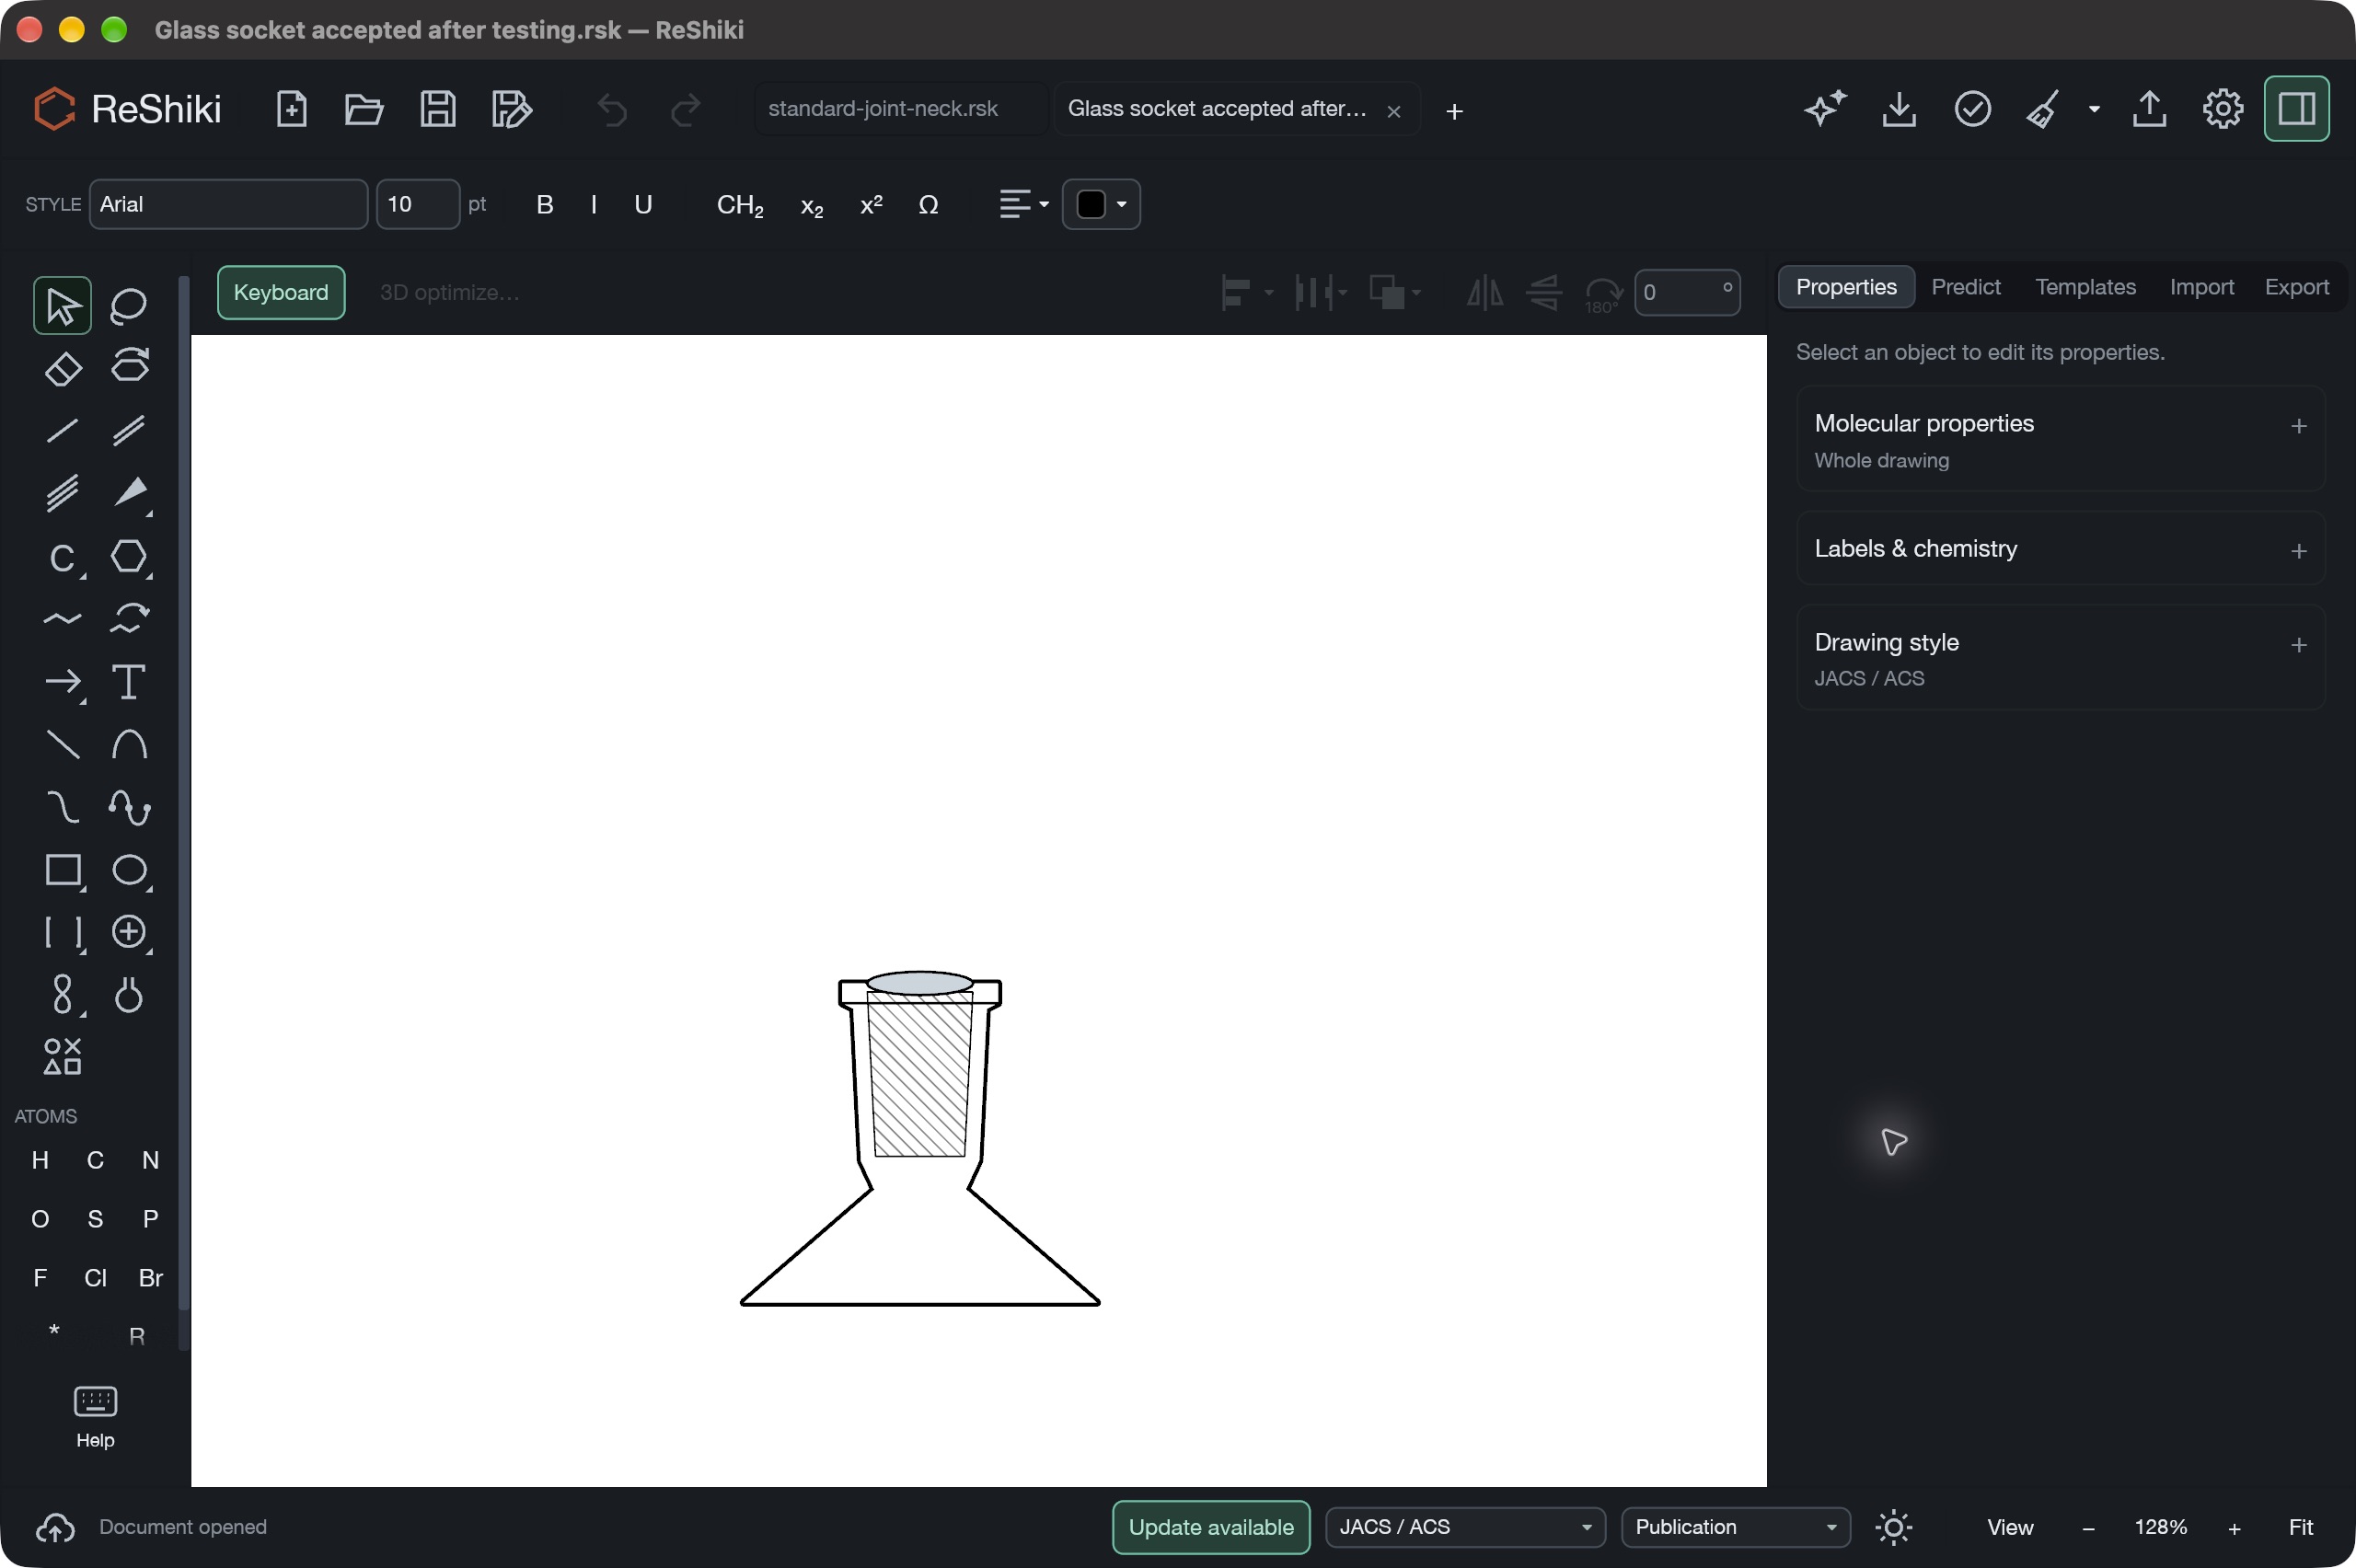 Glass socket accepted after testing.rsk — ReShiki
ReShiki
standard-joint-neck.rsk
Glass socket accepted after...
STYLE
Arial
10
pt
B
I
U
CH₂
x₂
x²
Ω
Keyboard
3D optimize...
180°
0
°
Properties
Predict
Templates
Import
Export
Select an object to edit its properties.
Molecular properties
Whole drawing
Labels & chemistry
Drawing style
JACS / ACS
C
T
ATOMS
H C N
O S P
F Cl Br
* R
Help
Document opened
Update available
JACS / ACS
Publication
View
− 128% +
Fit